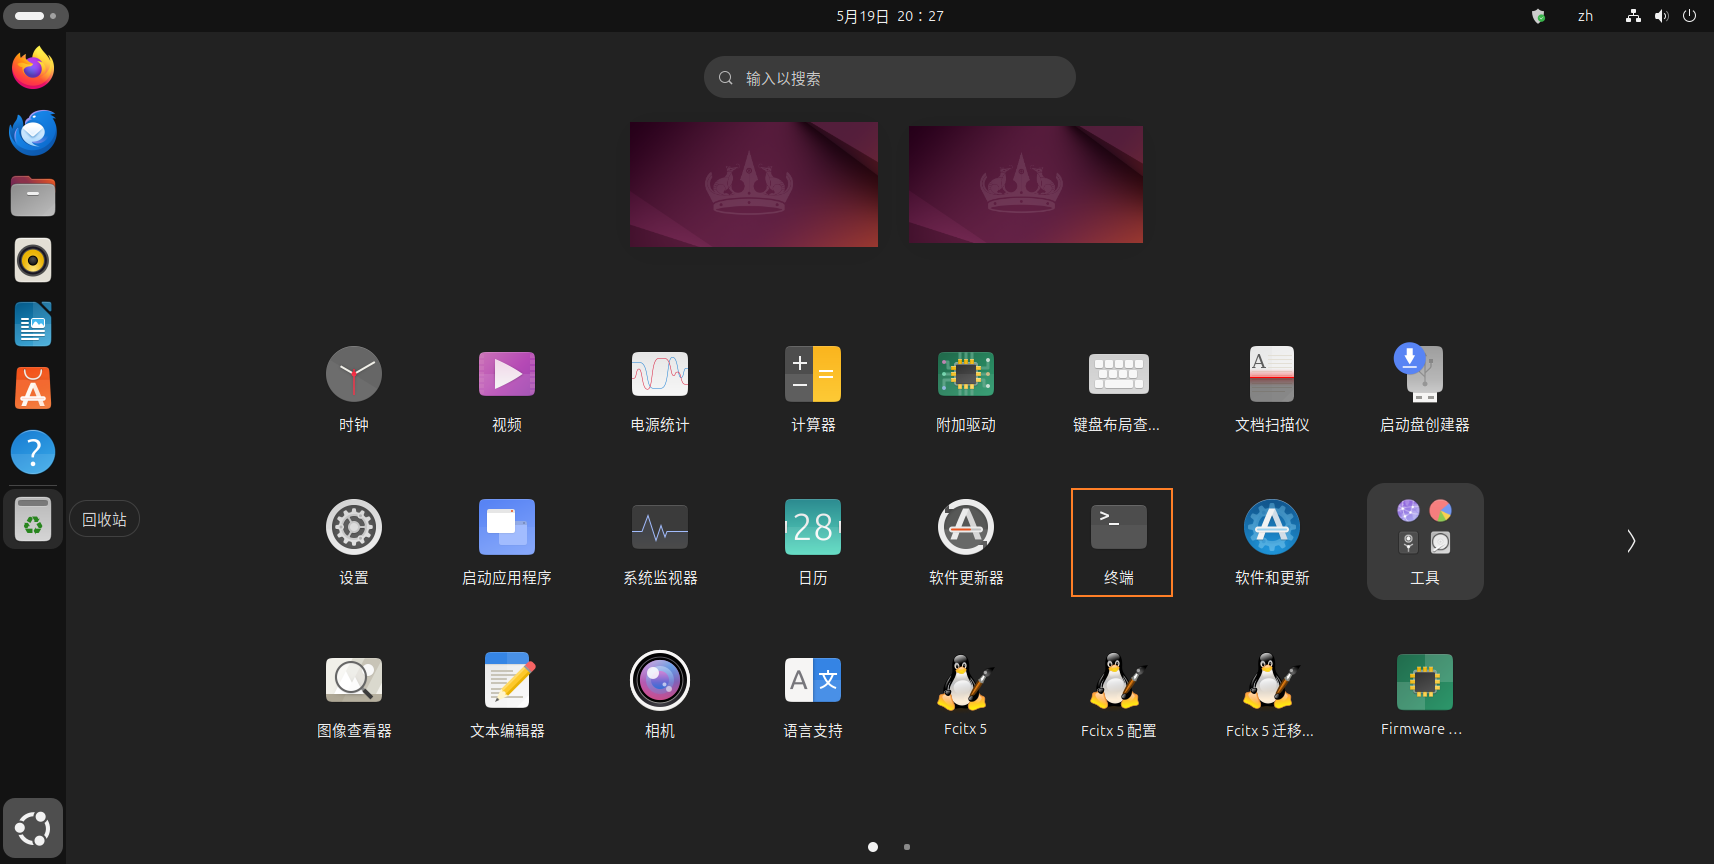 5月19日 20：27
zh
输入以搜索
时钟
视频
电源统计
计算器
附加驱动
键盘布局查...
文档扫描仪
启动盘创建器
回收站
设置
启动应用程序
系统监视器
28
日历
软件更新器
>_
终端
软件和更新
工具
图像查看器
文本编辑器
相机
A 文
语言支持
Fcitx 5
Fcitx 5 配置
Fcitx 5 迁移...
Firmware ...